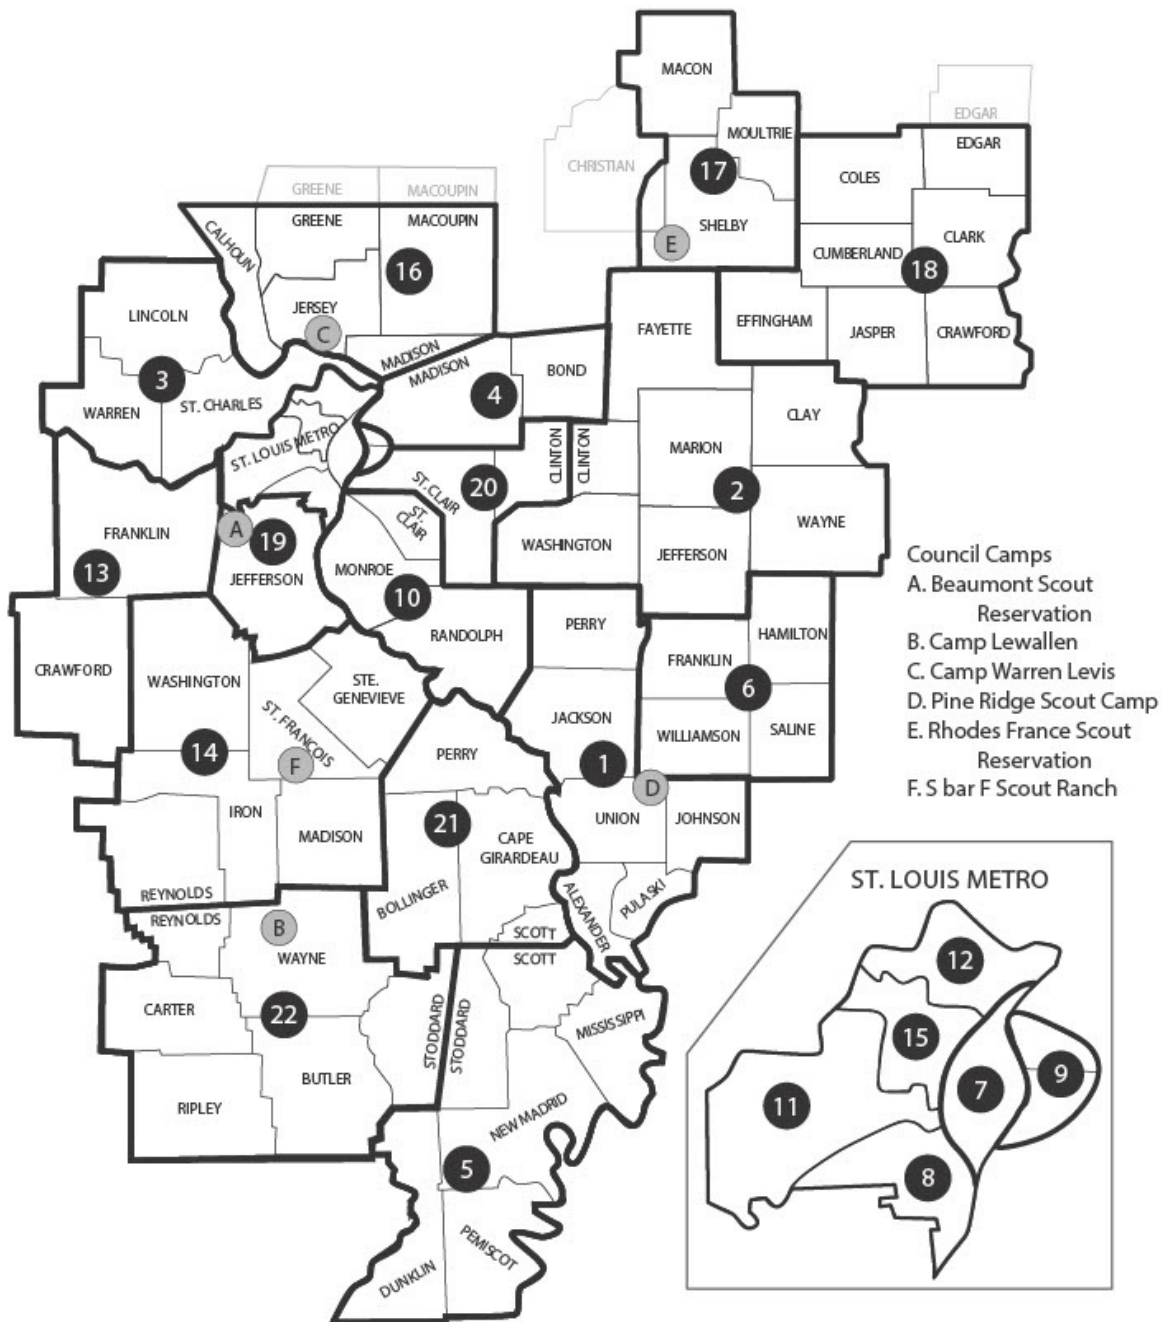 MACON
EDGAR
MOULTRIE
EDGAR
CHRISTIAN
17
COLES
GREENE
MACOUPIN
GREENE
MACOUPIN
SHELBY
CLARK
CALHOUN
E
CUMBERLAND
18
16
LINCOLN
JERSEY
C
FAYETTE
EFFINGHAM
JASPER
CRAWFORD
MADISON
MADISON
BOND
3
4
WARREN
ST. CHARLES
CLAY
ST. LOUIS METRO
CLINTON
CLINTON
MARION
ST. CLAIR
20
2
ST. CLAIR
WAYNE
FRANKLIN
A
19
WASHINGTON
JEFFERSON
13
JEFFERSON
MONROE
10
RANDOLPH
PERRY
HAMILTON
CRAWFORD
WASHINGTON
STE.
GENEVIEVE
FRANKLIN
6
ST. FRANCOIS
JACKSON
WILLIAMSON
SALINE
14
F
PERRY
1
D
IRON
MADISON
21
CAPE
GIRARDEAU
UNION
JOHNSON
REYNOLDS
BOLLINGER
ALEXANDER
PULASKI
REYNOLDS
B
WAYNE
SCOTT
SCOTT
CARTER
22
STODDARD
STODDARD
MISSISSIPPI
BUTLER
RIPLEY
NEW MADRID
5
PEMISCOT
DUNKLIN
Council Camps
A. Beaumont Scout
Reservation
B. Camp Lewallen
C. Camp Warren Levis
D. Pine Ridge Scout Camp
E. Rhodes France Scout
Reservation
F. S bar F Scout Ranch
ST. LOUIS METRO
12
15
9
7
11
8